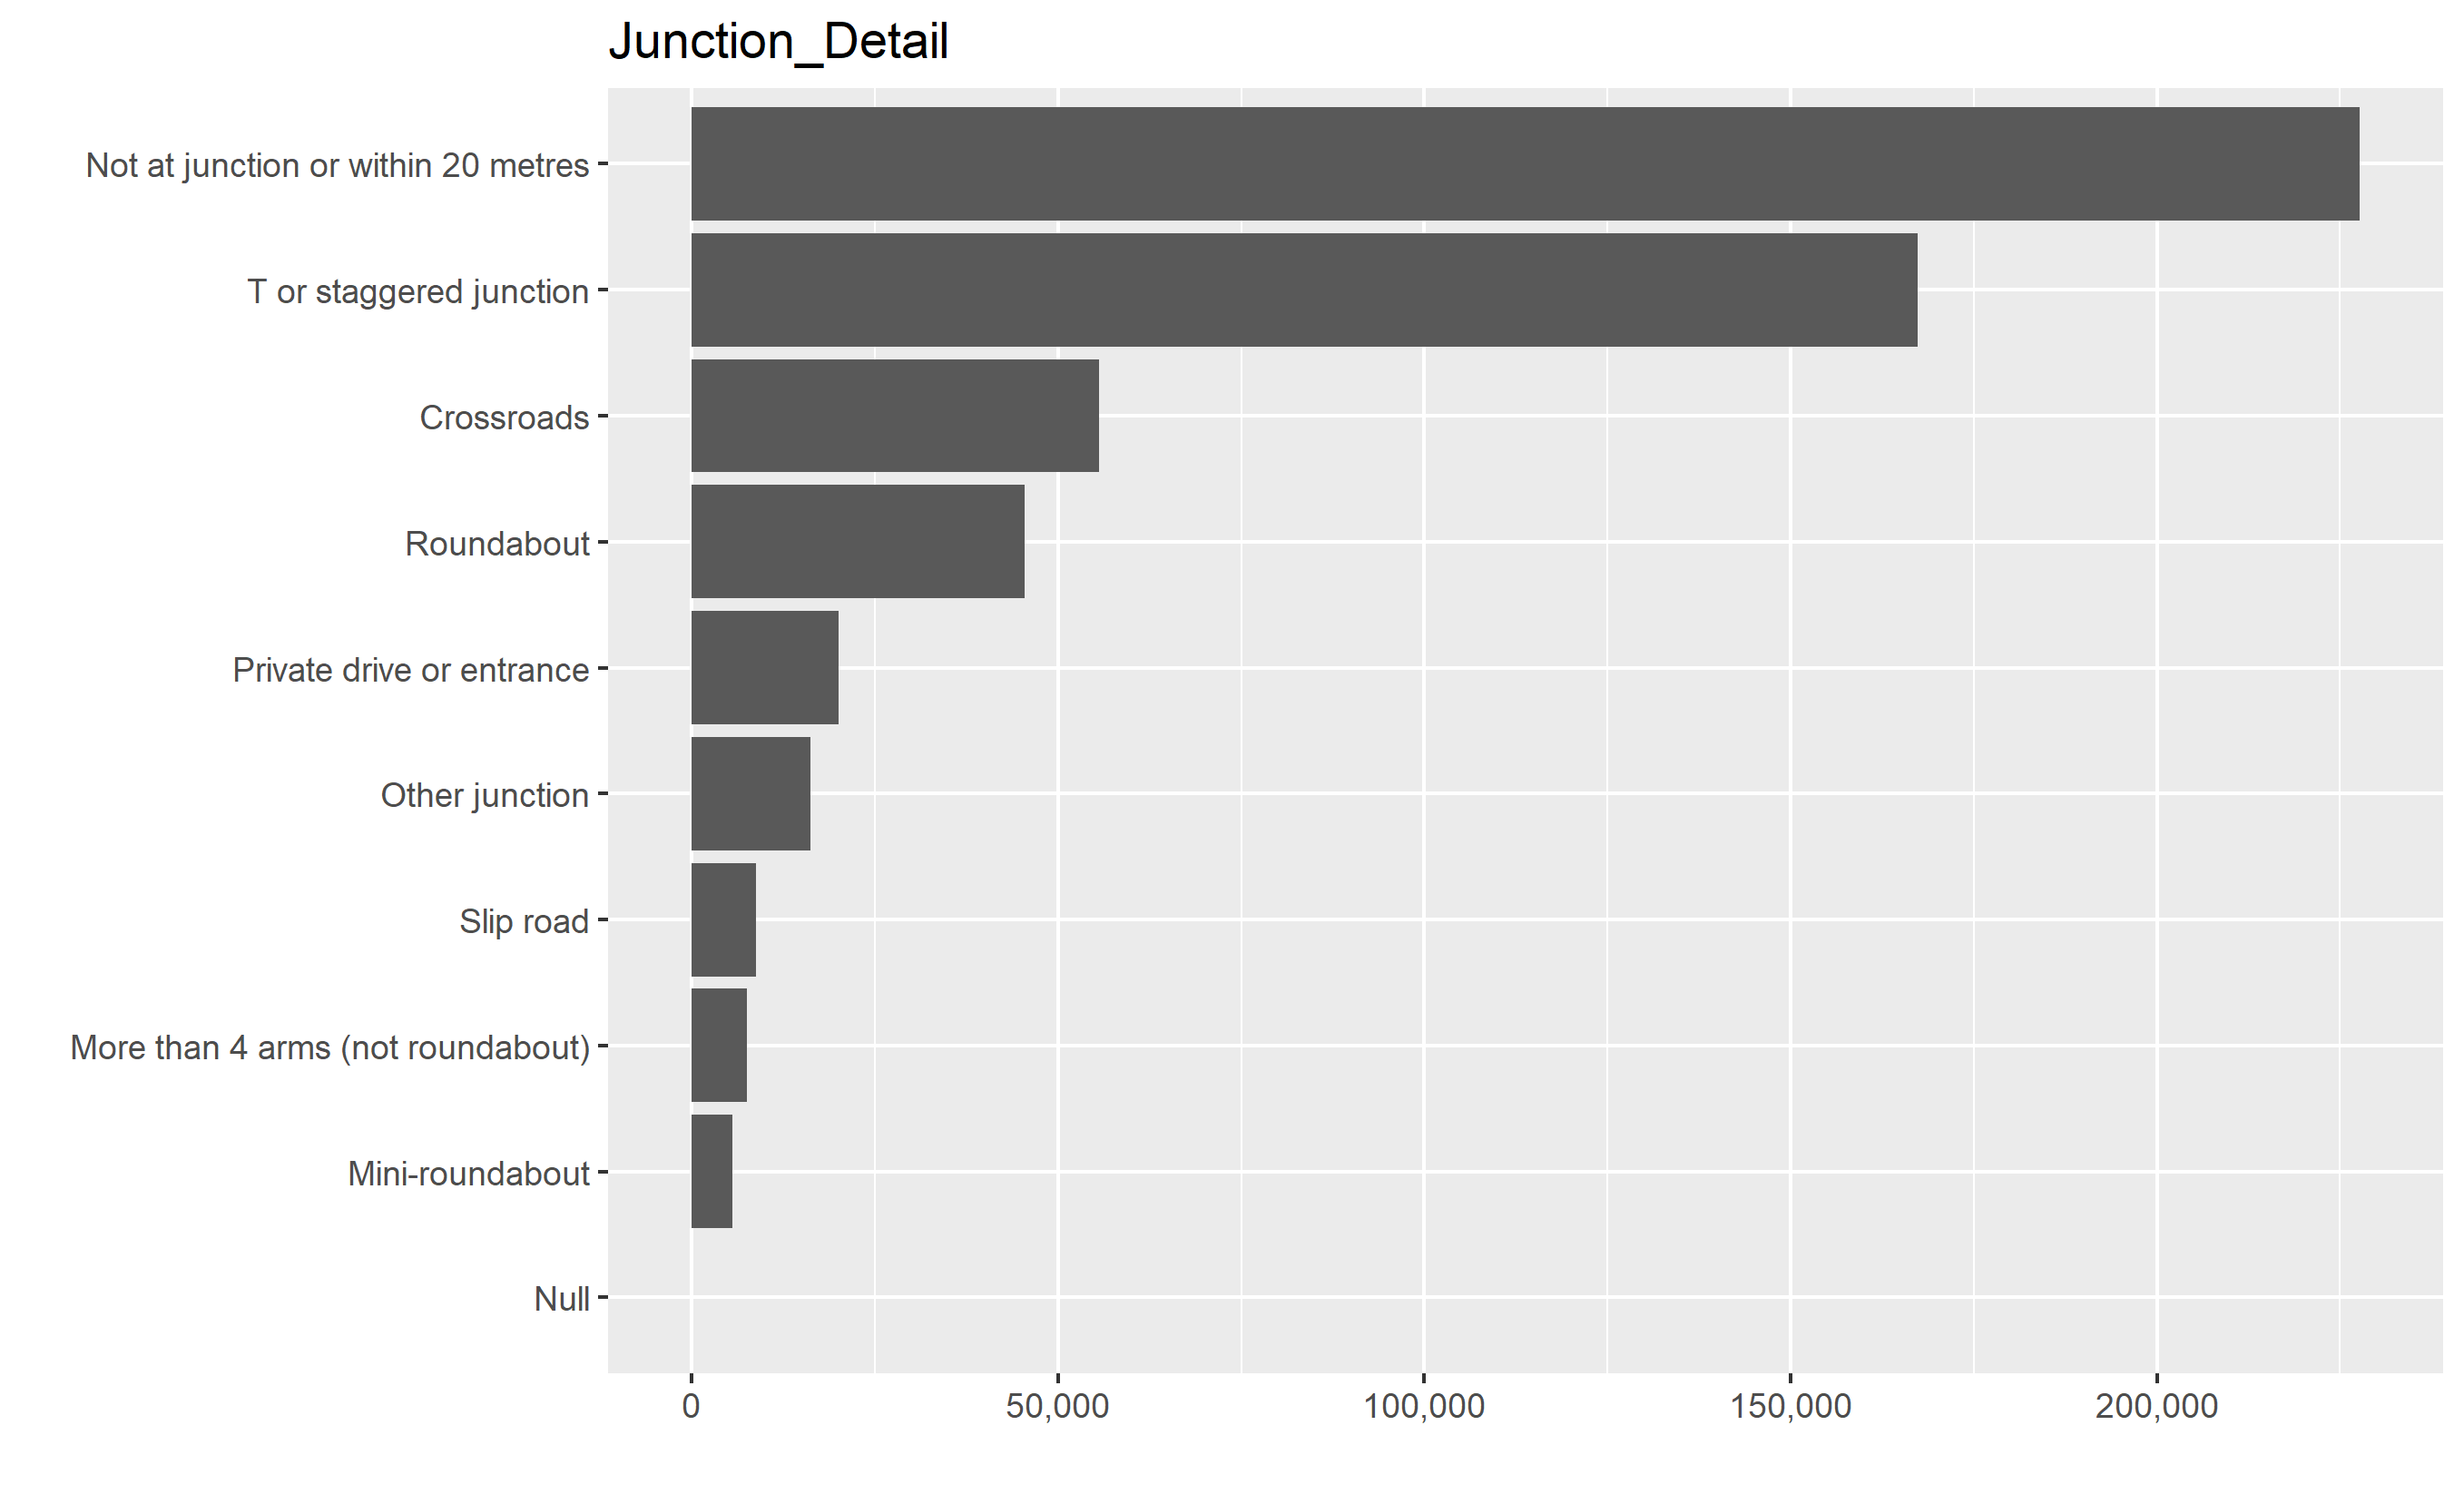 Junction_Detail
Not at junction or within 20 metres
T or staggered junction
Crossroads
Roundabout
Private drive or entrance
Other junction
Slip road
More than 4 arms (not roundabout)
Mini-roundabout
Null
0 50,000 100,000 150,000 200,000